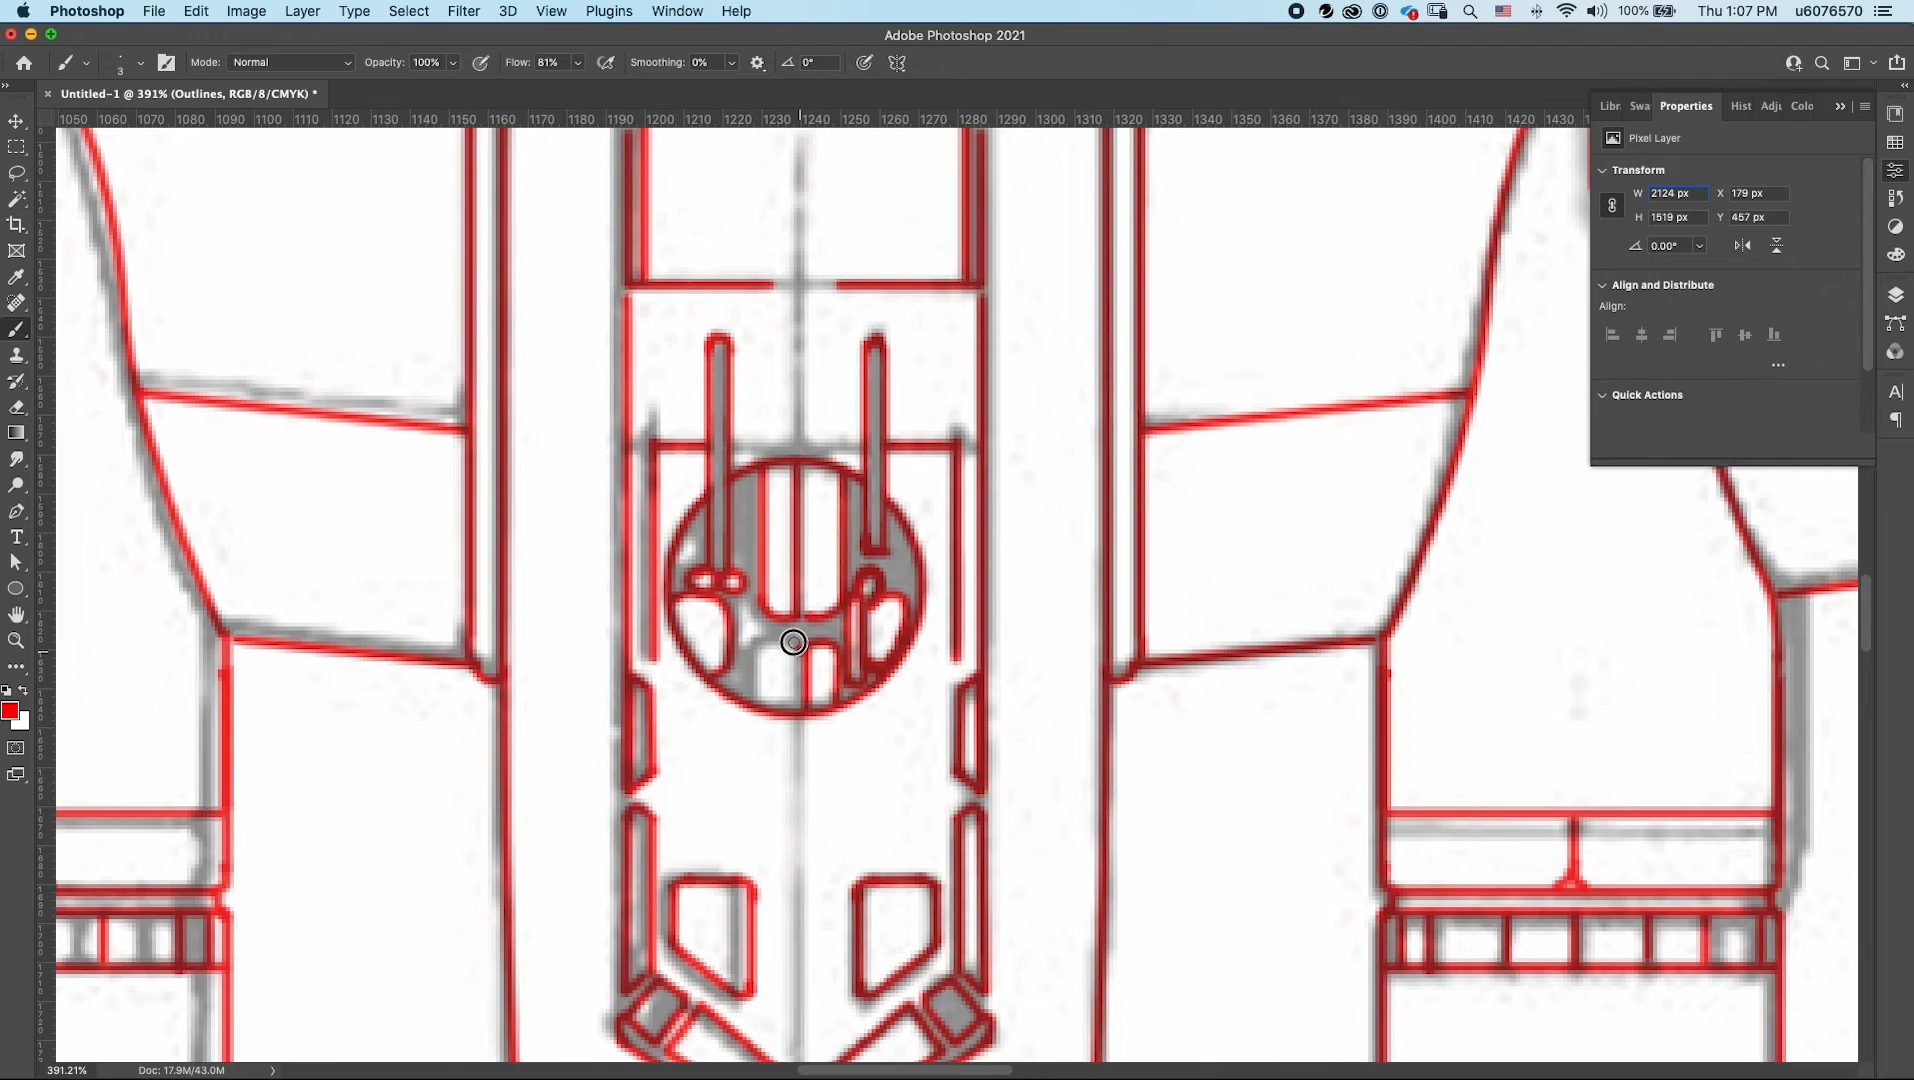 Photoshop File Edit Image Layer Type Select Filter 3D View Plugins Window Help 100% Thu 1:07 PM u6076570
Adobe Photoshop 2021
3 Mode: Normal Opacity: 100% Flow: 81% Smoothing: 0% 0°
× Untitled-1 @ 391% (Outlines, RGB/8/CMYK) *
1050 1060 1070 1080 1090 1100 1110 1120 1130 1140 1150 1160 1170 1180 1190 1200 1210 1220 1230 1240 1250 1260 1270 1280 1290 1300 1310 1320 1330 1340 1350 1360 1370 1380 1390 1400 1410 1420 1430
Libr Swa Properties Hist Adju Colo
Pixel Layer
Transform
W 2124 px X 179 px
H 1519 px Y 457 px
0.00°
Align and Distribute
Align:
Quick Actions
391.21% Doc: 17.9M/43.0M